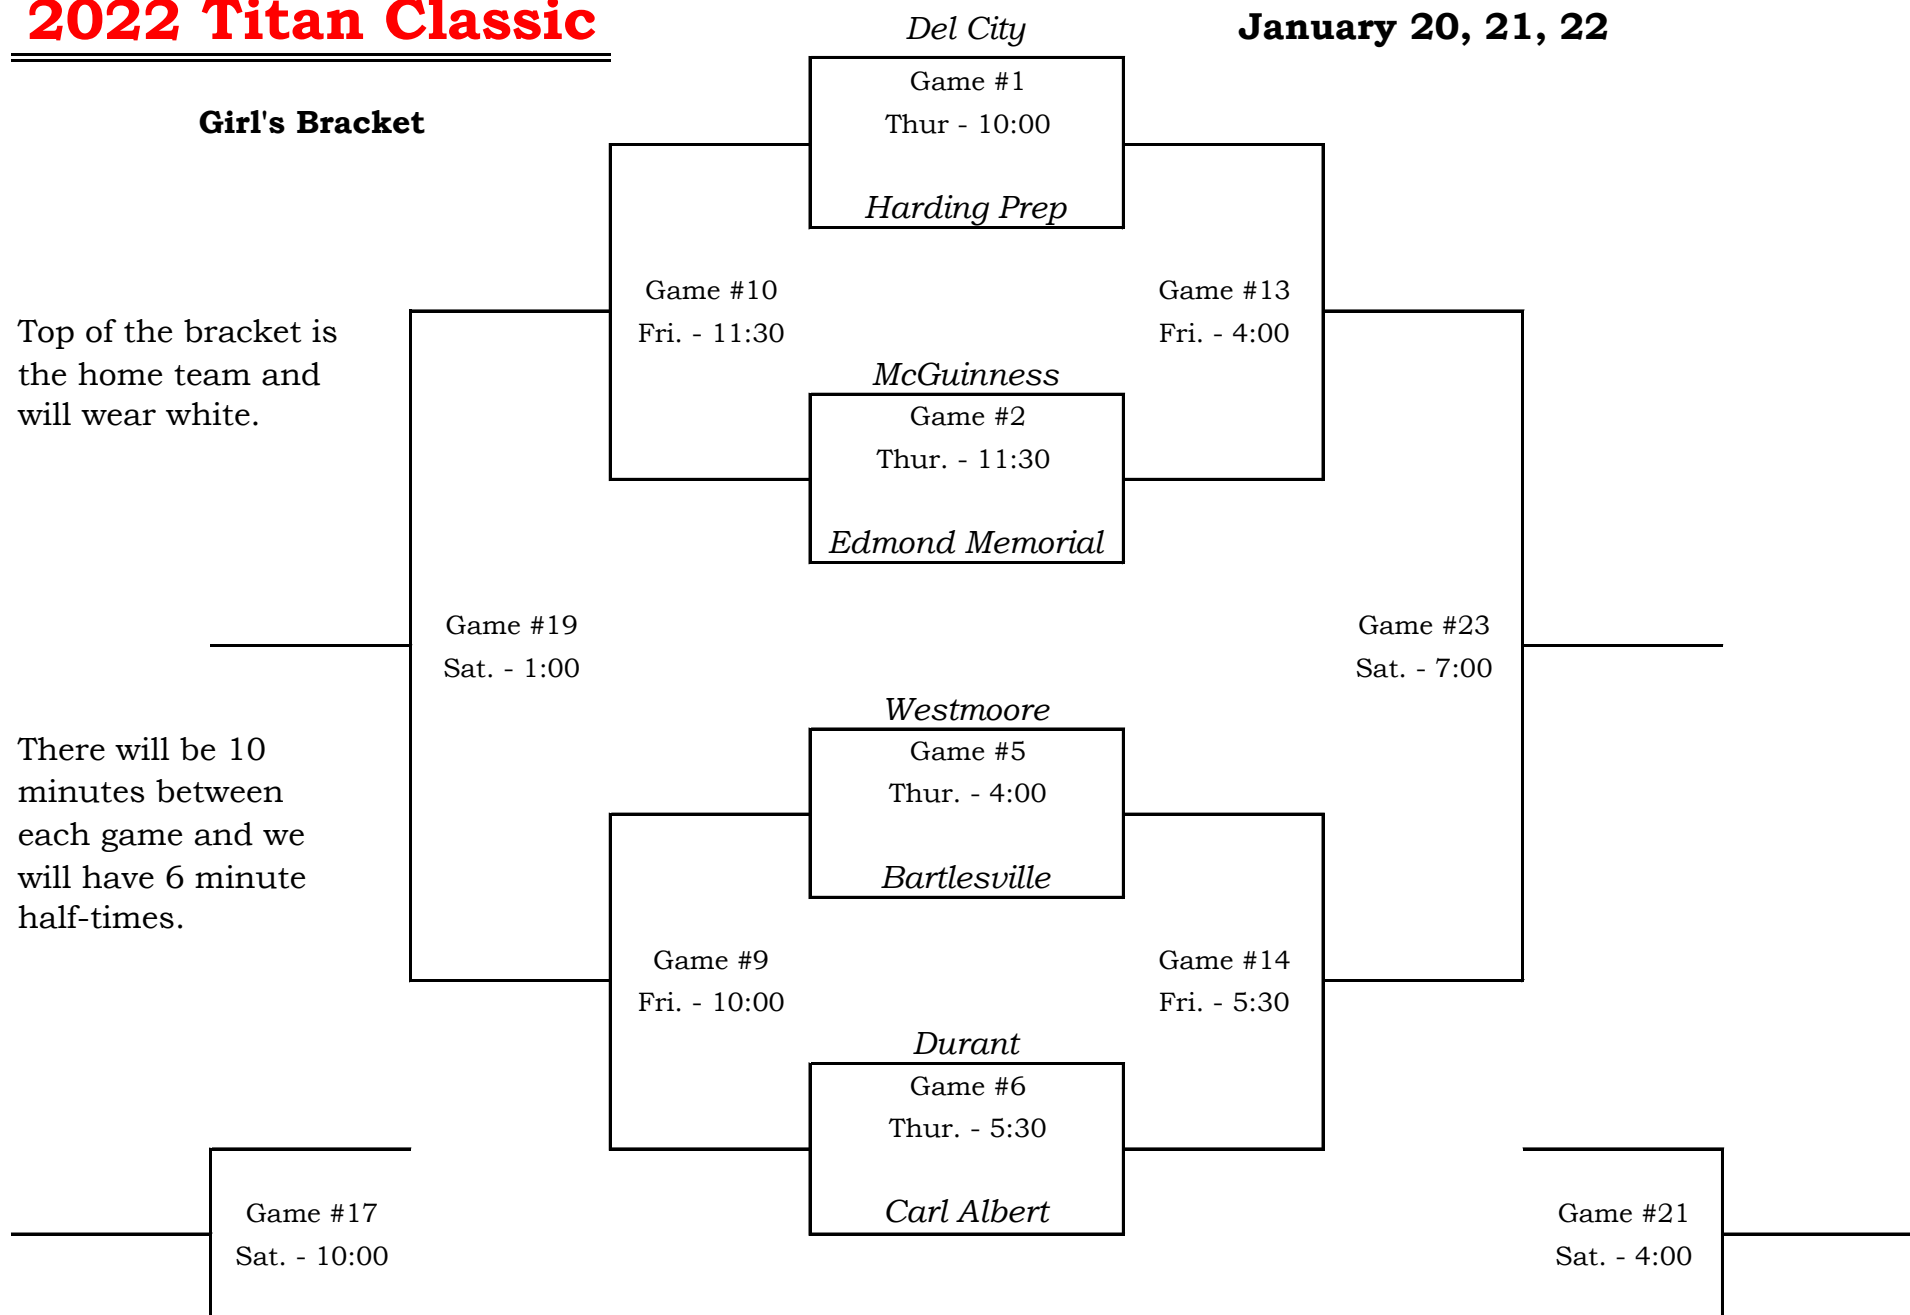 2022 Titan Classic
Del City
January 20, 21, 22
Game #1
Girl's Bracket
Thur - 10:00
Harding Prep
Game #10
Game #13
Top of the bracket is
Fri. - 11:30
Fri. - 4:00
the home team and
McGuinness
will wear white.
Game #2
Thur. - 11:30
Edmond Memorial
Game #19
Game #23
Sat. - 1:00
Sat. - 7:00
Westmoore
There will be 10
Game #5
minutes between
Thur. - 4:00
each game and we
will have 6 minute
Bartlesville
half-times.
Game #9
Game #14
Fri. - 10:00
Fri. - 5:30
Durant
Game #6
Thur. - 5:30
Game #17
Carl Albert
Game #21
Sat. - 10:00
Sat. - 4:00